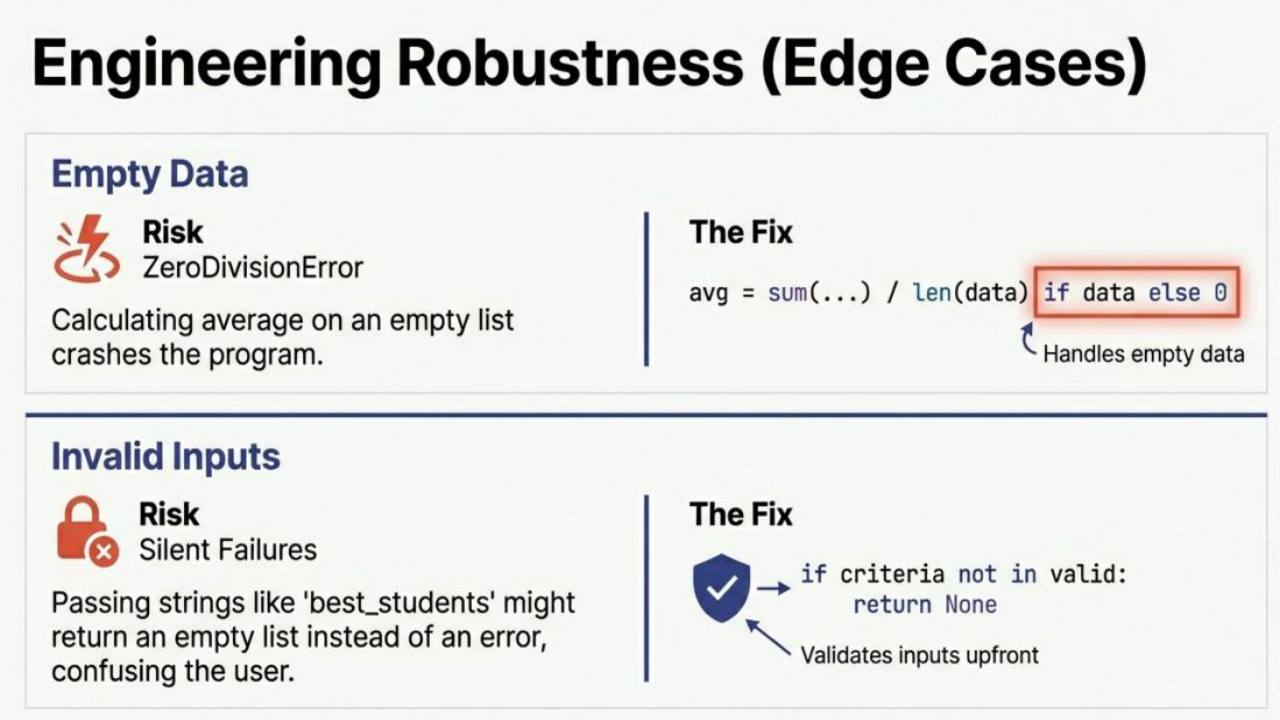 Engineering Robustness (Edge Cases)
Empty Data
Risk
ZeroDivisionError
Calculating average on an empty list
crashes the program.
The Fix
avg = sum(...) / len(data) if data else 0
Handles empty data
Invalid Inputs
Risk
Silent Failures
Passing strings like 'best_students' might
return an empty list instead of an error,
confusing the user.
The Fix
if criteria not in valid:
    return None
Validates inputs upfront